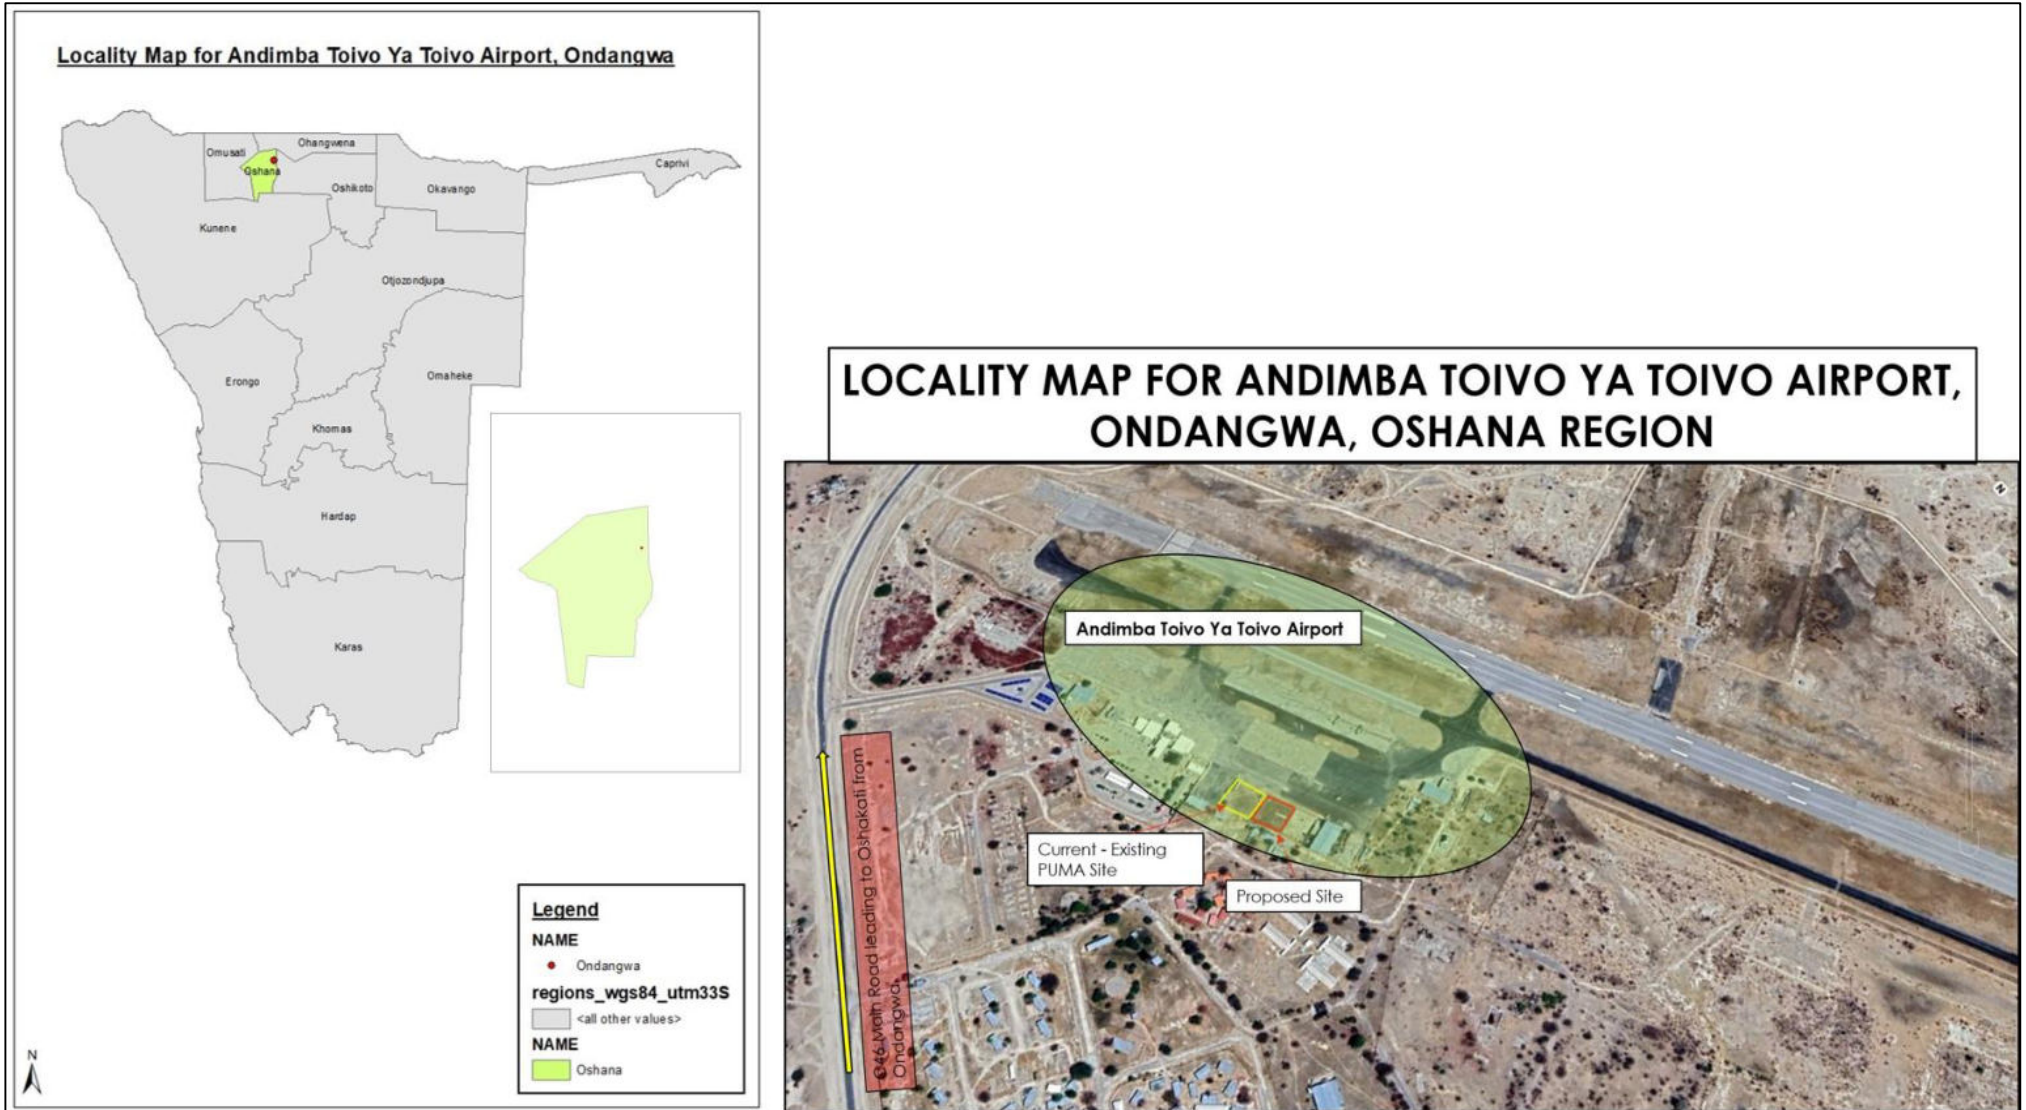 Locality Map for Andimba Toivo Ya Toivo Airport, Ondangwa
Ohangwena
Omusati
Caprivi
Oshana
Oshikoto
Okavango
Kunene
Otjozondjupa
Omaheke
Erongo
Khomas
Hardap
Karas
Legend
NAME
Ondangwa
regions_wgs84_utm33S
<all other values>
NAME
Oshana
N
LOCALITY MAP FOR ANDIMBA TOIVO YA TOIVO AIRPORT,
ONDANGWA, OSHANA REGION
N
Andimba Toivo Ya Toivo Airport
Current - Existing
PUMA Site
Proposed Site
C46 Main Road leading to Oshakati from
Ondangwa